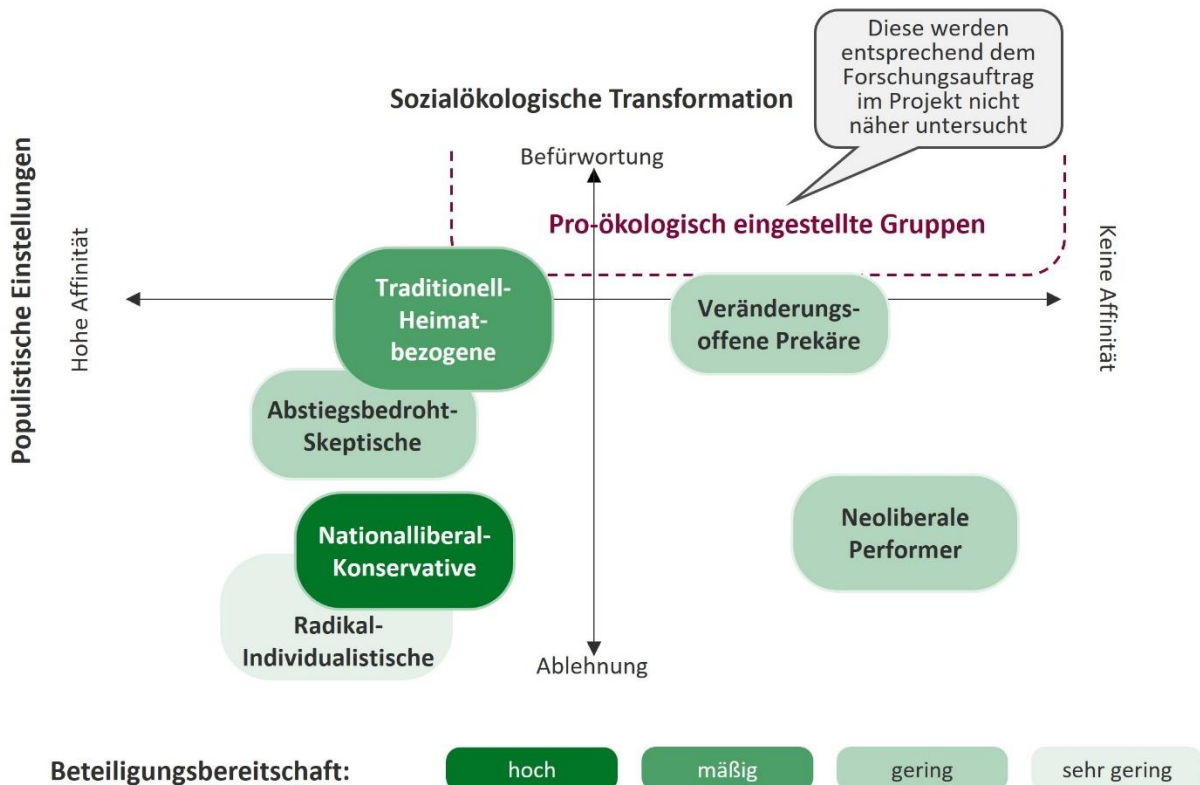 Diese werden
entsprechend dem
Forschungsauftrag
im Projekt nicht
näher untersucht
Sozialökologische Transformation
Befürwortung
Pro-ökologisch eingestellte Gruppen
Populistische Einstellungen
Hohe Affinität
Keine Affinität
Traditionell-
Heimat-
bezogene
Veränderungs-
offene Prekäre
Abstiegsbedroht-
Skeptische
Nationalliberal-
Konservative
Neoliberale
Performer
Radikal-
Individualistische
Ablehnung
Beteiligungsbereitschaft:
hoch
mäßig
gering
sehr gering